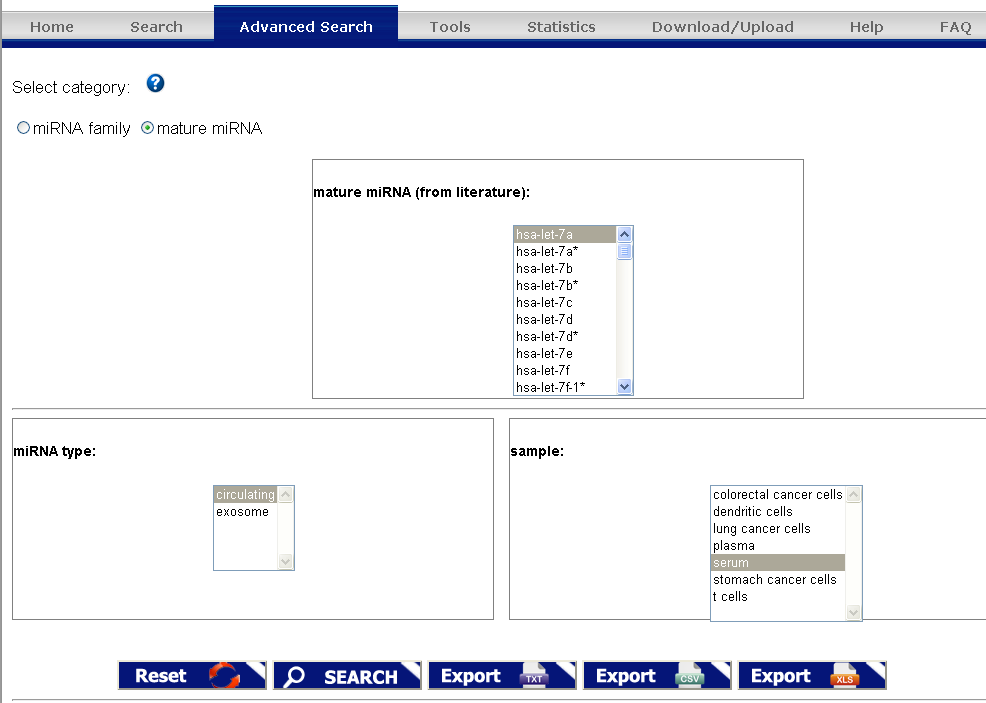 Home Search Advanced Search Tools Statistics Download/Upload Help FAQ
Select category: ?
miRNA family mature miRNA
mature miRNA (from literature):
hsa-let-7a
hsa-let-7a*
hsa-let-7b
hsa-let-7b*
hsa-let-7c
hsa-let-7d
hsa-let-7d*
hsa-let-7e
hsa-let-7f
hsa-let-7f-1*
miRNA type:
circulating
exosome
sample:
colorectal cancer cells
dendritic cells
lung cancer cells
plasma
serum
stomach cancer cells
t cells
Reset SEARCH Export TXT Export CSV Export XLS